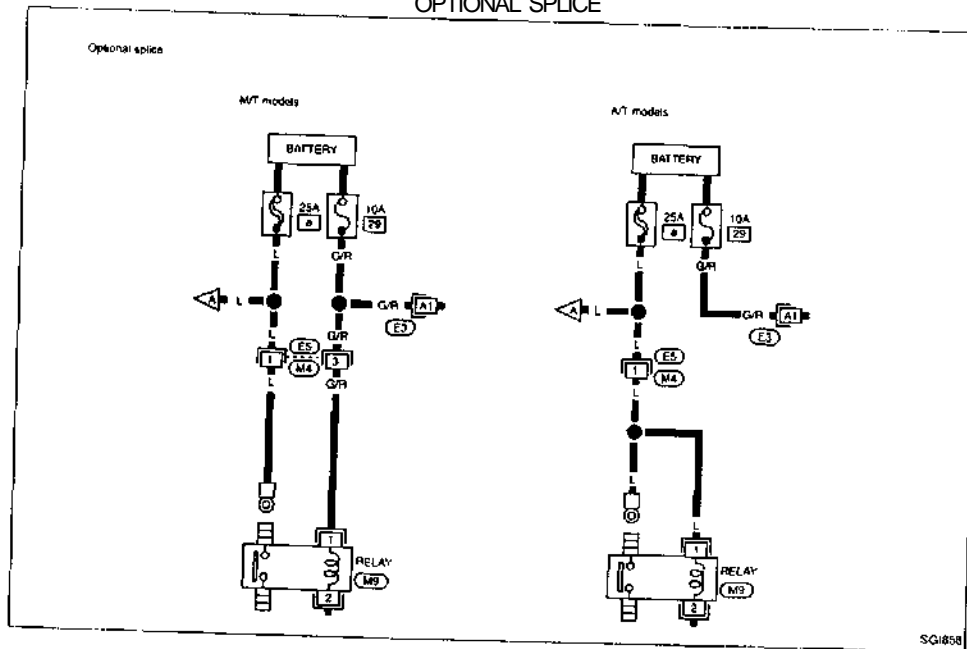 OPTIONAL SPLICE
Optional splice
M/T models
BATTERY
25A
a
10A
29
L
G/R
A
L
G/R
A1
E3
L
G/R
E5
1
3
M4
L
G/R
1
RELAY
M9
2
A/T models
BATTERY
25A
a
10A
29
L
G/R
A
L
G/R
A1
E3
L
E5
1
M4
L
L
L
1
RELAY
M9
2
SGI858